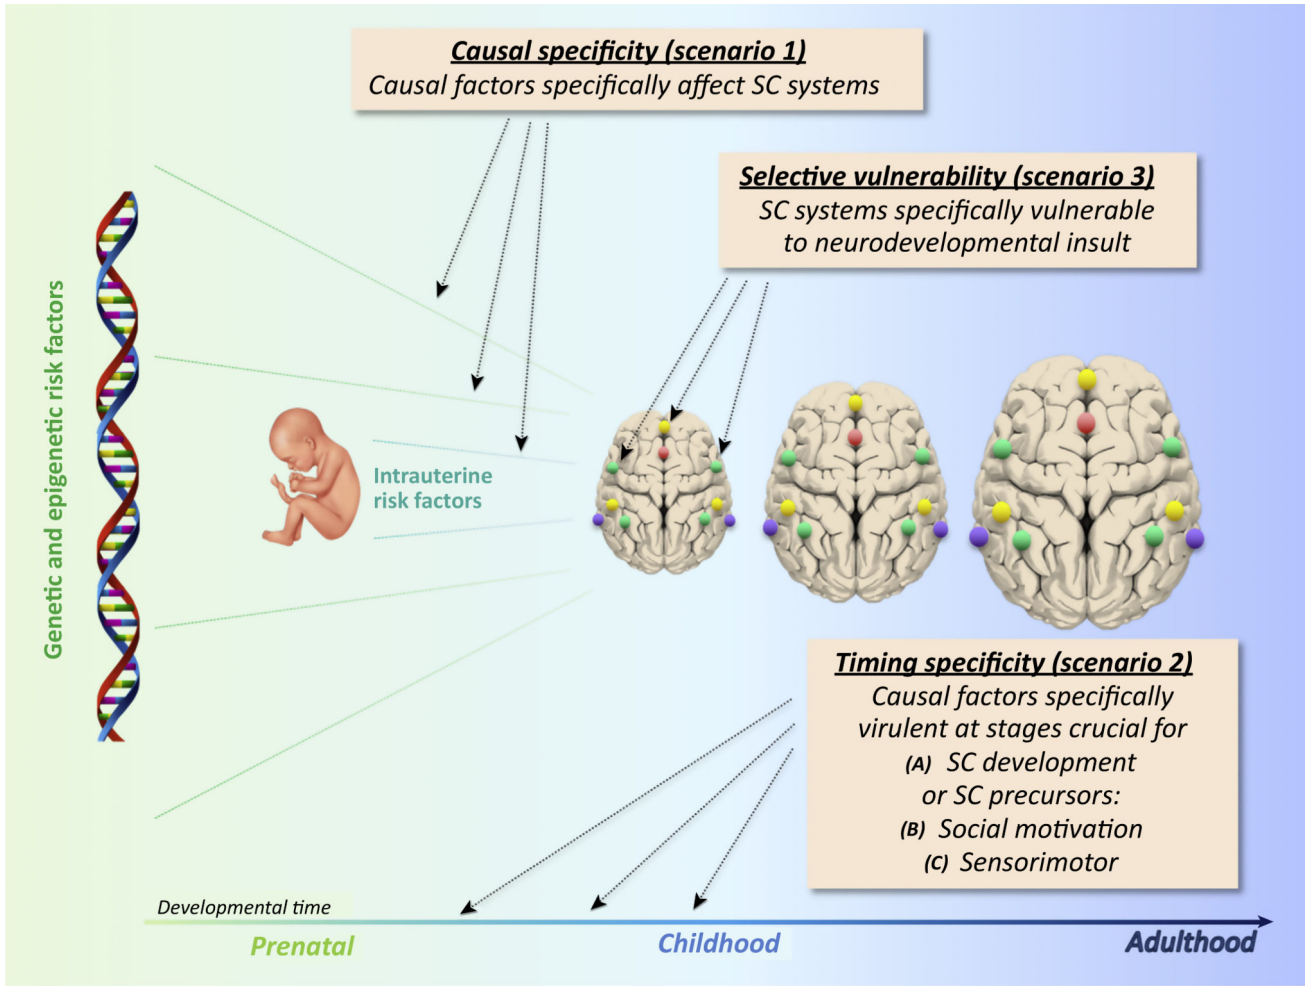 Causal specificity (scenario 1)
Causal factors specifically affect SC systems
Selective vulnerability (scenario 3)
SC systems specifically vulnerable
to neurodevelopmental insult
Genetic and epigenetic risk factors
Intrauterine
risk factors
Timing specificity (scenario 2)
Causal factors specifically
virulent at stages crucial for
(A) SC development
or SC precursors:
(B) Social motivation
(C) Sensorimotor
Developmental time
Prenatal
Childhood
Adulthood